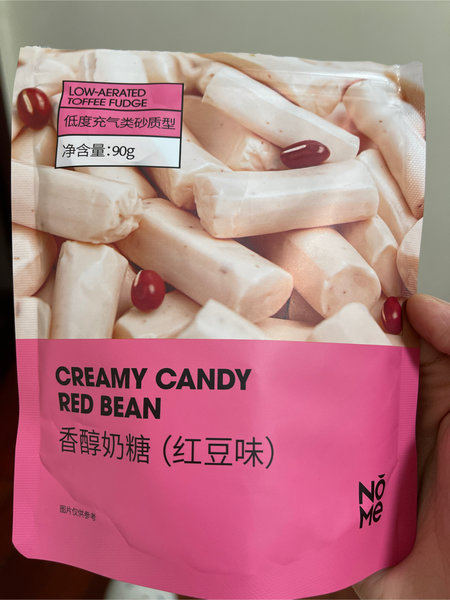 LOW-AERATED
TOFFEE FUDGE
低度充气类砂质型
净含量:90g
CREAMY CANDY
RED BEAN
香醇奶糖（红豆味）
图片仅供参考
NŌ
Me